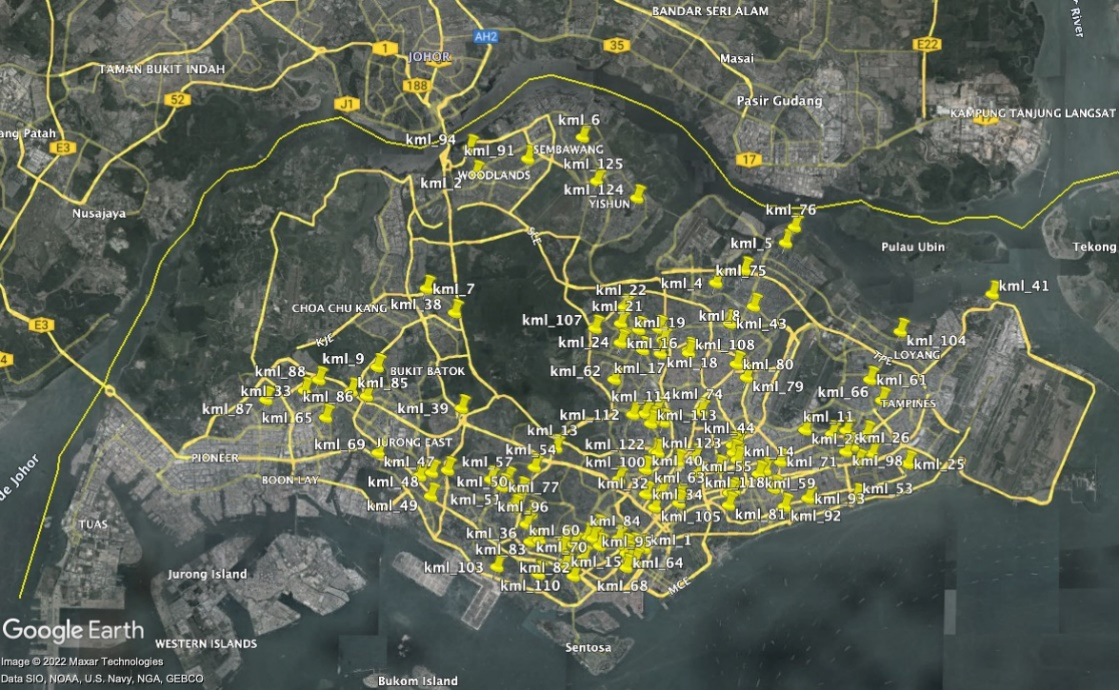 BANDAR SERI ALAM
River
AH2
E22
1
35
JOHOR
Masai
TAMAN BUKIT INDAH
188
52
J1
Pasir Gudang
KAMPUNG TANJUNG LANGSAT
ang Patah
E3
kml_6
kml_94
kml_91
SEMBAWANG
17
kml_125
WOODLANDS
kml_2
kml_124
YISHUN
Nusajaya
kml_76
SLE
kml_5
Pulau Ubin
Tekong
kml_75
kml_4
kml_7
kml_22
kml_41
CHOA CHU KANG
kml_38
kml_21
E3
kml_107
kml_19
kml_8
kml_43
KJE
kml_24
kml_16
kml_108
kml_104
LOYANG
TPE
4
kml_9
kml_18
kml_80
kml_88
BUKIT BATOK
kml_62
kml_17
kml_61
kml_85
kml_79
kml_33
kml_86
kml_114
kml_74
kml_66
TAMPINES
kml_87
kml_65
kml_39
kml_112
kml_113
kml_11
kml_13
kml_44
kml_69
JURONG EAST
kml_54
kml_122
kml_123
kml_14
kml_26
PIONEER
kml_47
kml_57
kml_100
kml_40
kml_55
kml_71
kml_98
kml_25
BOON LAY
kml_48
kml_50
kml_77
kml_32
kml_63
kml_118
kml_59
kml_53
de Johor
kml_49
kml_51
kml_96
kml_34
kml_93
kml_105
kml_81
kml_92
TUAS
kml_36
kml_60
kml_84
kml_83
kml_70
kml_95
kml_1
kml_103
kml_82
kml_15
kml_64
Jurong Island
kml_110
kml_68
MCE
Google Earth
WESTERN ISLANDS
Sentosa
Image © 2022 Maxar Technologies
Data SIO, NOAA, U.S. Navy, NGA, GEBCO
Bukom Island